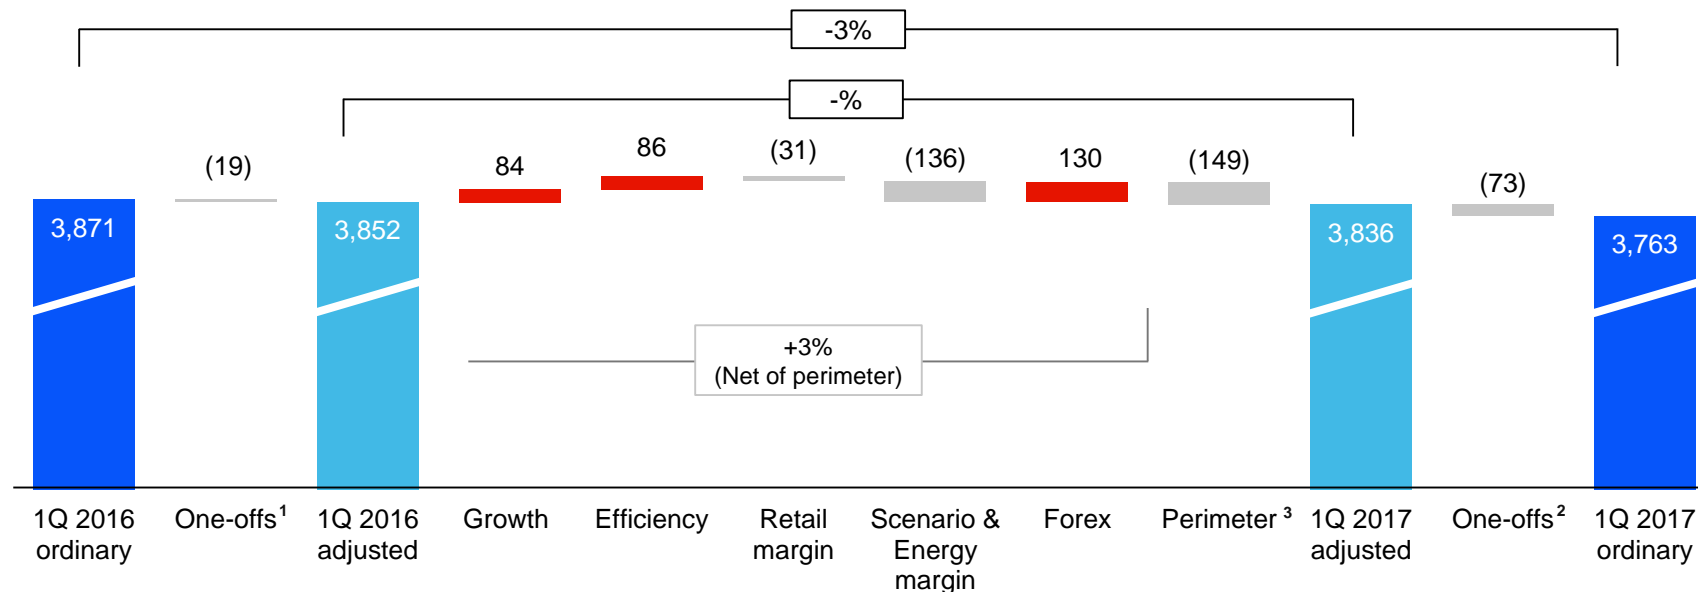 -3%
-%
(19)
84
86
(31)
(136)
130
(149)
(73)
3,871
3,852
3,836
3,763
+3%
(Net of perimeter)
1Q 2016
ordinary
One-offs¹
1Q 2016
adjusted
Growth
Efficiency
Retail
margin
Scenario &
Energy
margin
Forex
Perimeter ³
1Q 2017
adjusted
One-offs²
1Q 2017
ordinary